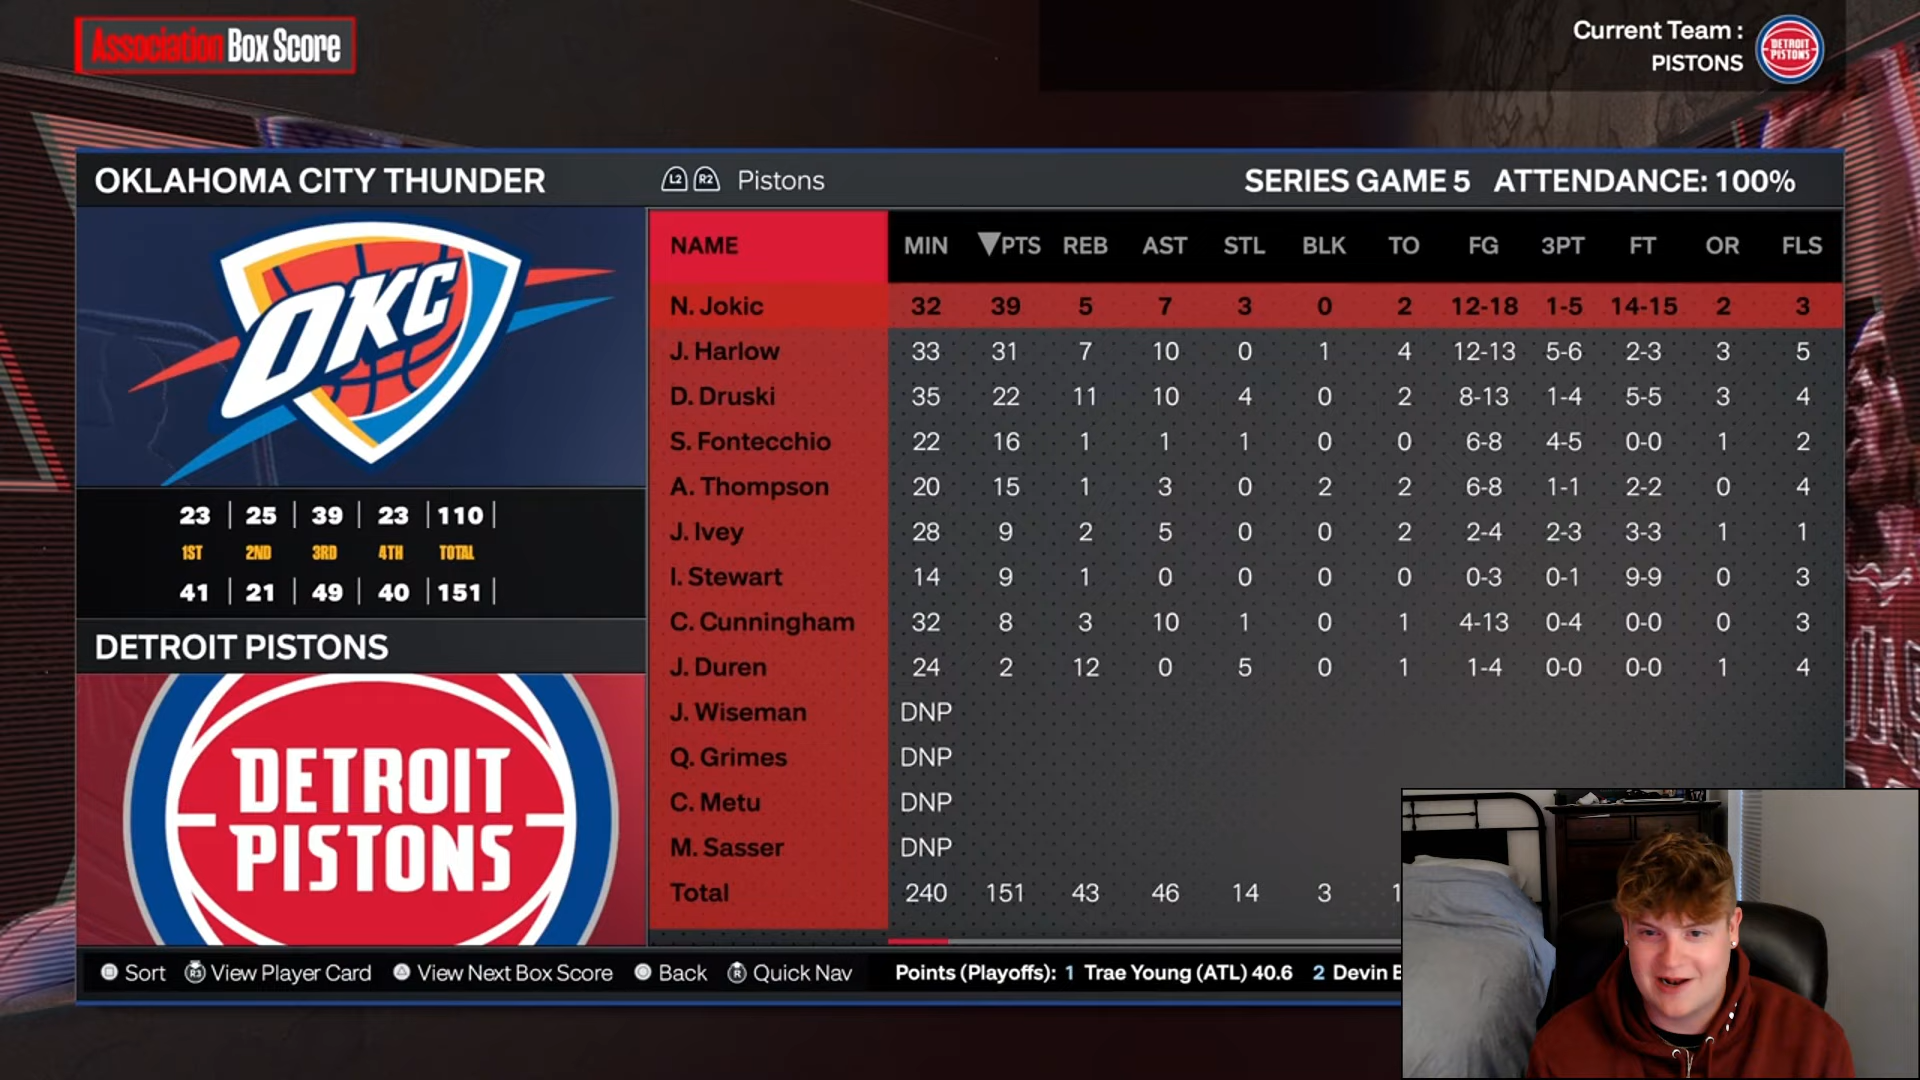 Association Box Score
Current Team :
PISTONS
DETROIT
PISTONS
OKLAHOMA CITY THUNDER
L2 R2 Pistons
SERIES GAME 5 ATTENDANCE: 100%
OKC
NAME MIN PTS REB AST STL BLK TO FG 3PT FT OR FLS
N. Jokic 32 39 5 7 3 0 2 12-18 1-5 14-15 2 3
J. Harlow 33 31 7 10 0 1 4 12-13 5-6 2-3 3 5
D. Druski 35 22 11 10 4 0 2 8-13 1-4 5-5 3 4
S. Fontecchio 22 16 1 1 1 0 0 6-8 4-5 0-0 1 2
A. Thompson 20 15 1 3 0 2 2 6-8 1-1 2-2 0 4
J. Ivey 28 9 2 5 0 0 2 2-4 2-3 3-3 1 1
I. Stewart 14 9 1 0 0 0 0 0-3 0-1 9-9 0 3
C. Cunningham 32 8 3 10 1 0 1 4-13 0-4 0-0 0 3
J. Duren 24 2 12 0 5 0 1 1-4 0-0 0-0 1 4
J. Wiseman DNP
Q. Grimes DNP
C. Metu DNP
M. Sasser DNP
Total 240 151 43 46 14 3
23 25 39 23 110
1ST 2ND 3RD 4TH TOTAL
41 21 49 40 151
DETROIT PISTONS
DETROIT
PISTONS
Sort R3 View Player Card View Next Box Score Back R Quick Nav Points (Playoffs): 1 Trae Young (ATL) 40.6 2 Devin